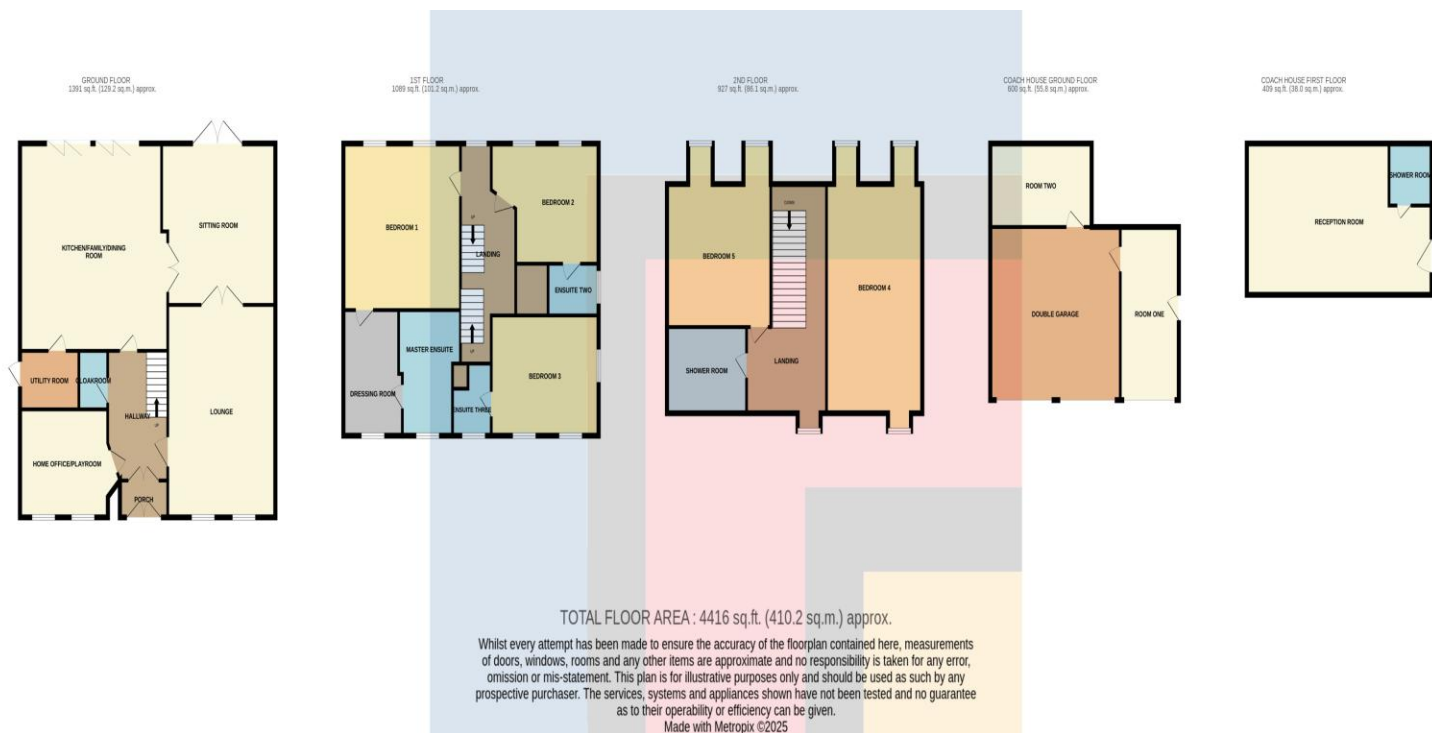 GROUND FLOOR
1391 sq.ft. (129.2 sq.m.) approx.
KITCHEN/FAMILY/DINING
ROOM
SITTING ROOM
UTILITY ROOM
CLOAKROOM
HALLWAY
UP
LOUNGE
HOME OFFICE/PLAYROOM
PORCH
1ST FLOOR
1089 sq.ft. (101.2 sq.m.) approx.
BEDROOM 1
UP
LANDING
BEDROOM 2
ENSUITE TWO
UP
MASTER ENSUITE
DRESSING ROOM
ENSUITE THREE
BEDROOM 3
2ND FLOOR
927 sq.ft. (86.1 sq.m.) approx.
DOWN
BEDROOM 5
BEDROOM 4
SHOWER ROOM
LANDING
COACH HOUSE GROUND FLOOR
600 sq.ft. (55.8 sq.m.) approx.
ROOM TWO
DOUBLE GARAGE
ROOM ONE
COACH HOUSE FIRST FLOOR
409 sq.ft. (38.0 sq.m.) approx.
SHOWER ROOM
RECEPTION ROOM
TOTAL FLOOR AREA : 4416 sq.ft. (410.2 sq.m.) approx.
Whilst every attempt has been made to ensure the accuracy of the floorplan contained here, measurements
of doors, windows, rooms and any other items are approximate and no responsibility is taken for any error,
omission or mis-statement. This plan is for illustrative purposes only and should be used as such by any
prospective purchaser. The services, systems and appliances shown have not been tested and no guarantee
as to their operability or efficiency can be given.
Made with Metropix ©2025